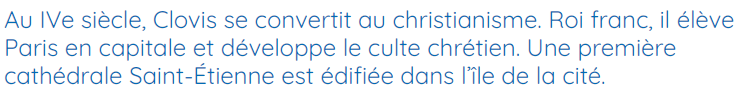 Au IVe siècle, Clovis se convertit au christianisme. Roi franc, il élève
Paris en capitale et développe le culte chrétien. Une première
cathédrale Saint-Étienne est édifiée dans l’île de la cité.